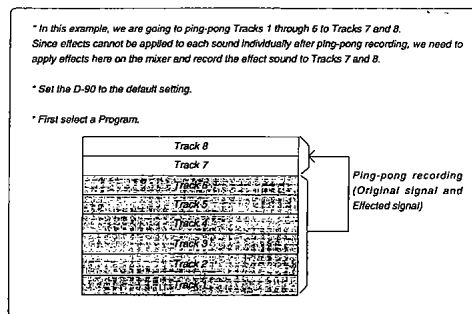 * In this example, we are going to ping-pong Tracks 1 through 6 to Tracks 7 and 8.
Since effects cannot be applied to each sound individually after ping-pong recording, we need to
apply effects here on the mixer and record the effect sound to Tracks 7 and 8.
* Set the D-90 to the default setting.
* First select a Program.
Track 8
Track 7
Track 6
Track 5
Track 4
Track 3
Track 2
Track 1
Ping-pong recording
(Original signal and
Effected signal)